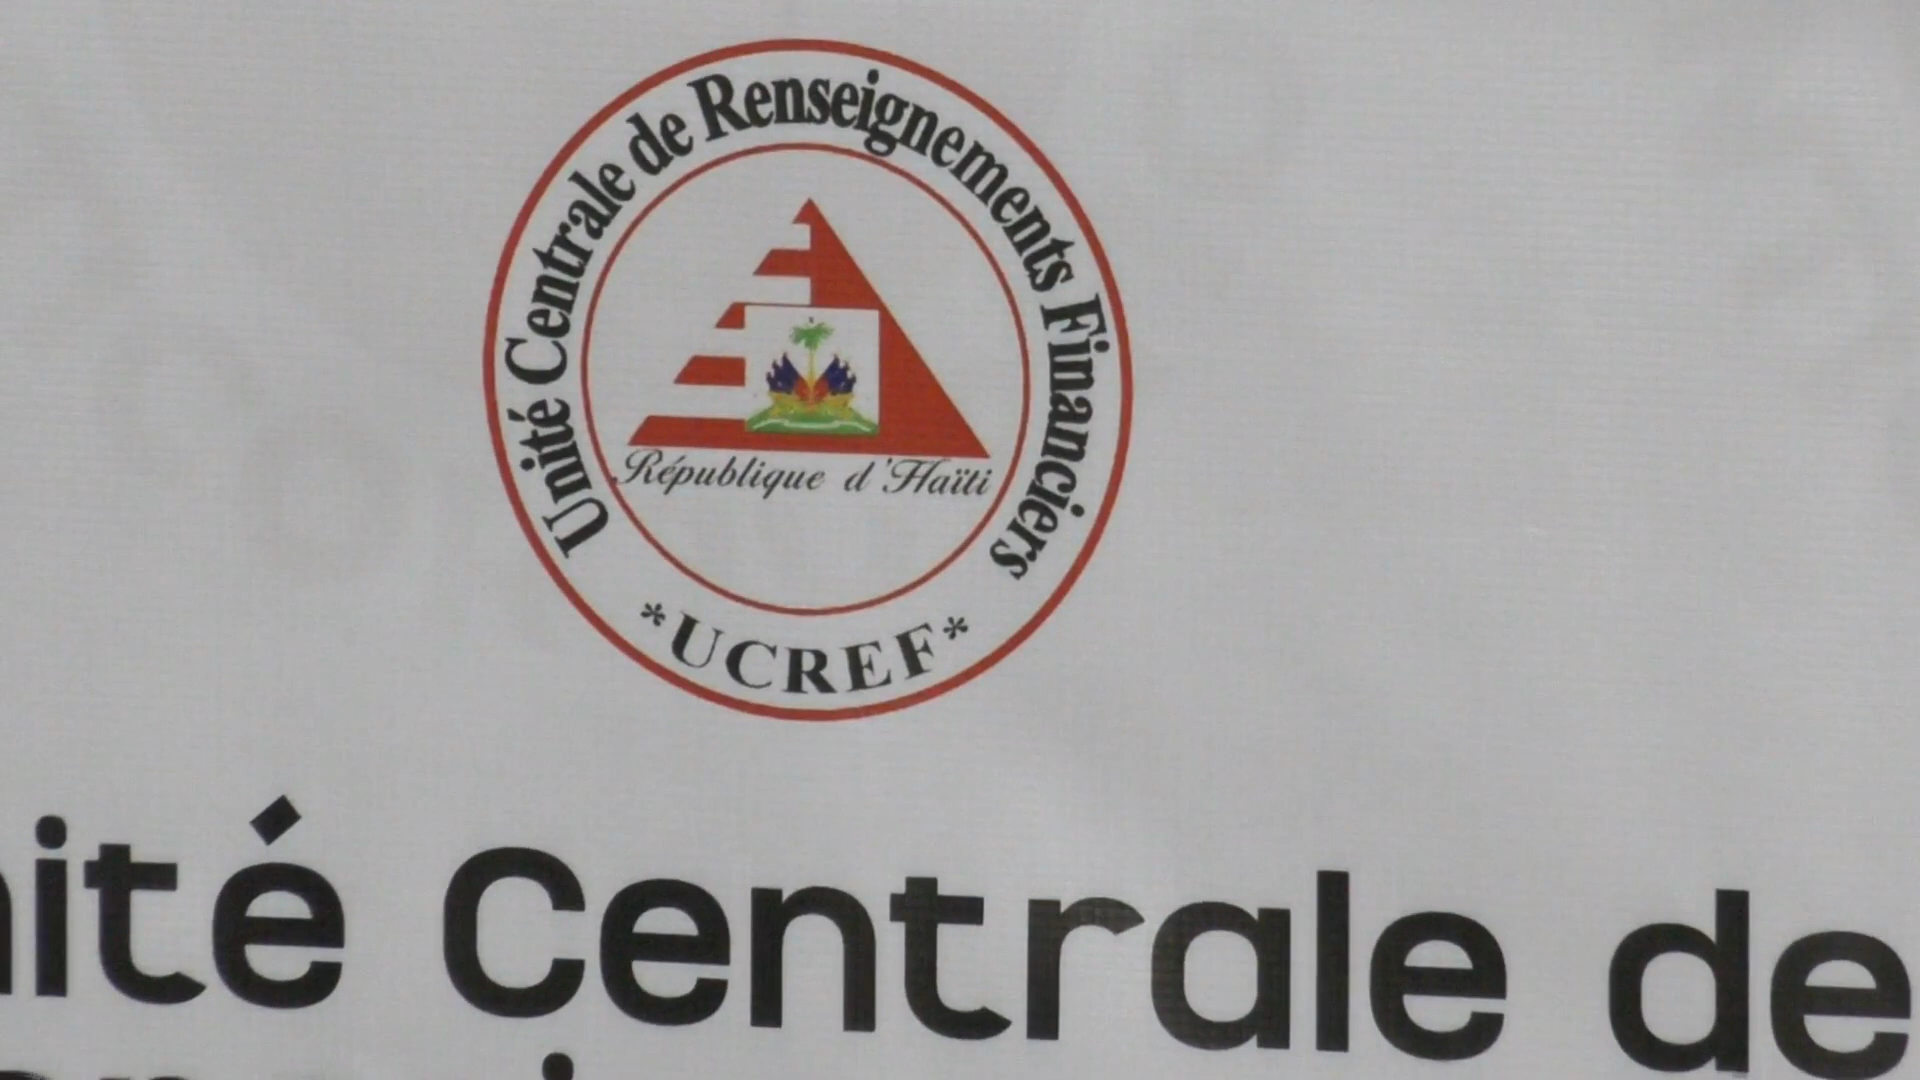 Unité Centrale de Renseignements Financiers
République d'Haïti
*UCREF*
nité Centrale de